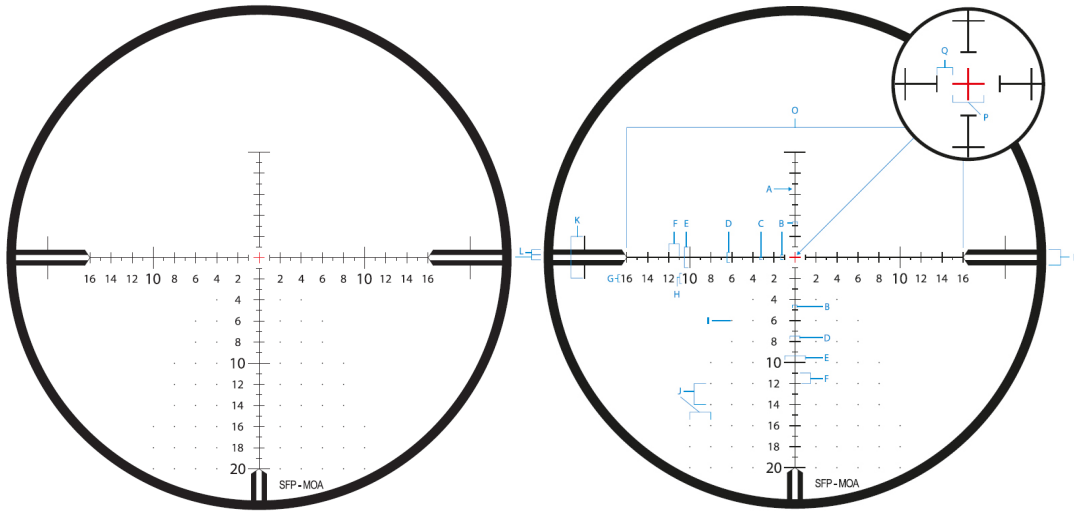 16 14 12 10 8 6 4 2 2 4 6 8 10 12 14 16
4
6
8
10
12
14
16
18
20
SFP - MOA
Q
P
O
A
K
F E D C B
L
G
16 14 12 10 8 6 4 2 2 4 6 8 10 12 14 16
H
4 B
I 6
8 D
10 E
J 12 F
14
16
18
20
SFP - MOA